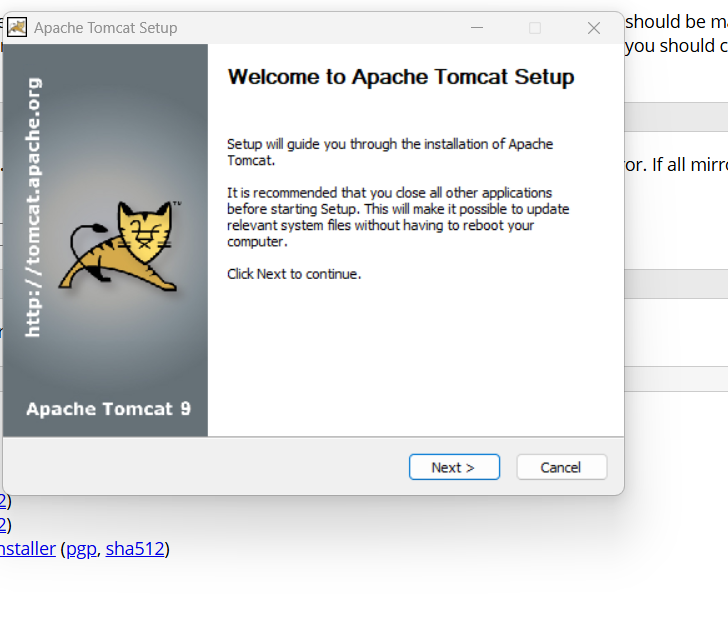 Apache Tomcat Setup
should be ma
you should c
Welcome to Apache Tomcat Setup
http://tomcat.apache.org
Setup will guide you through the installation of Apache
Tomcat.
or. If all mirro
It is recommended that you close all other applications
before starting Setup. This will make it possible to update
relevant system files without having to reboot your
computer.
Click Next to continue.
TM
Apache Tomcat 9
Next >
Cancel
2)
2)
nstaller (pgp, sha512)